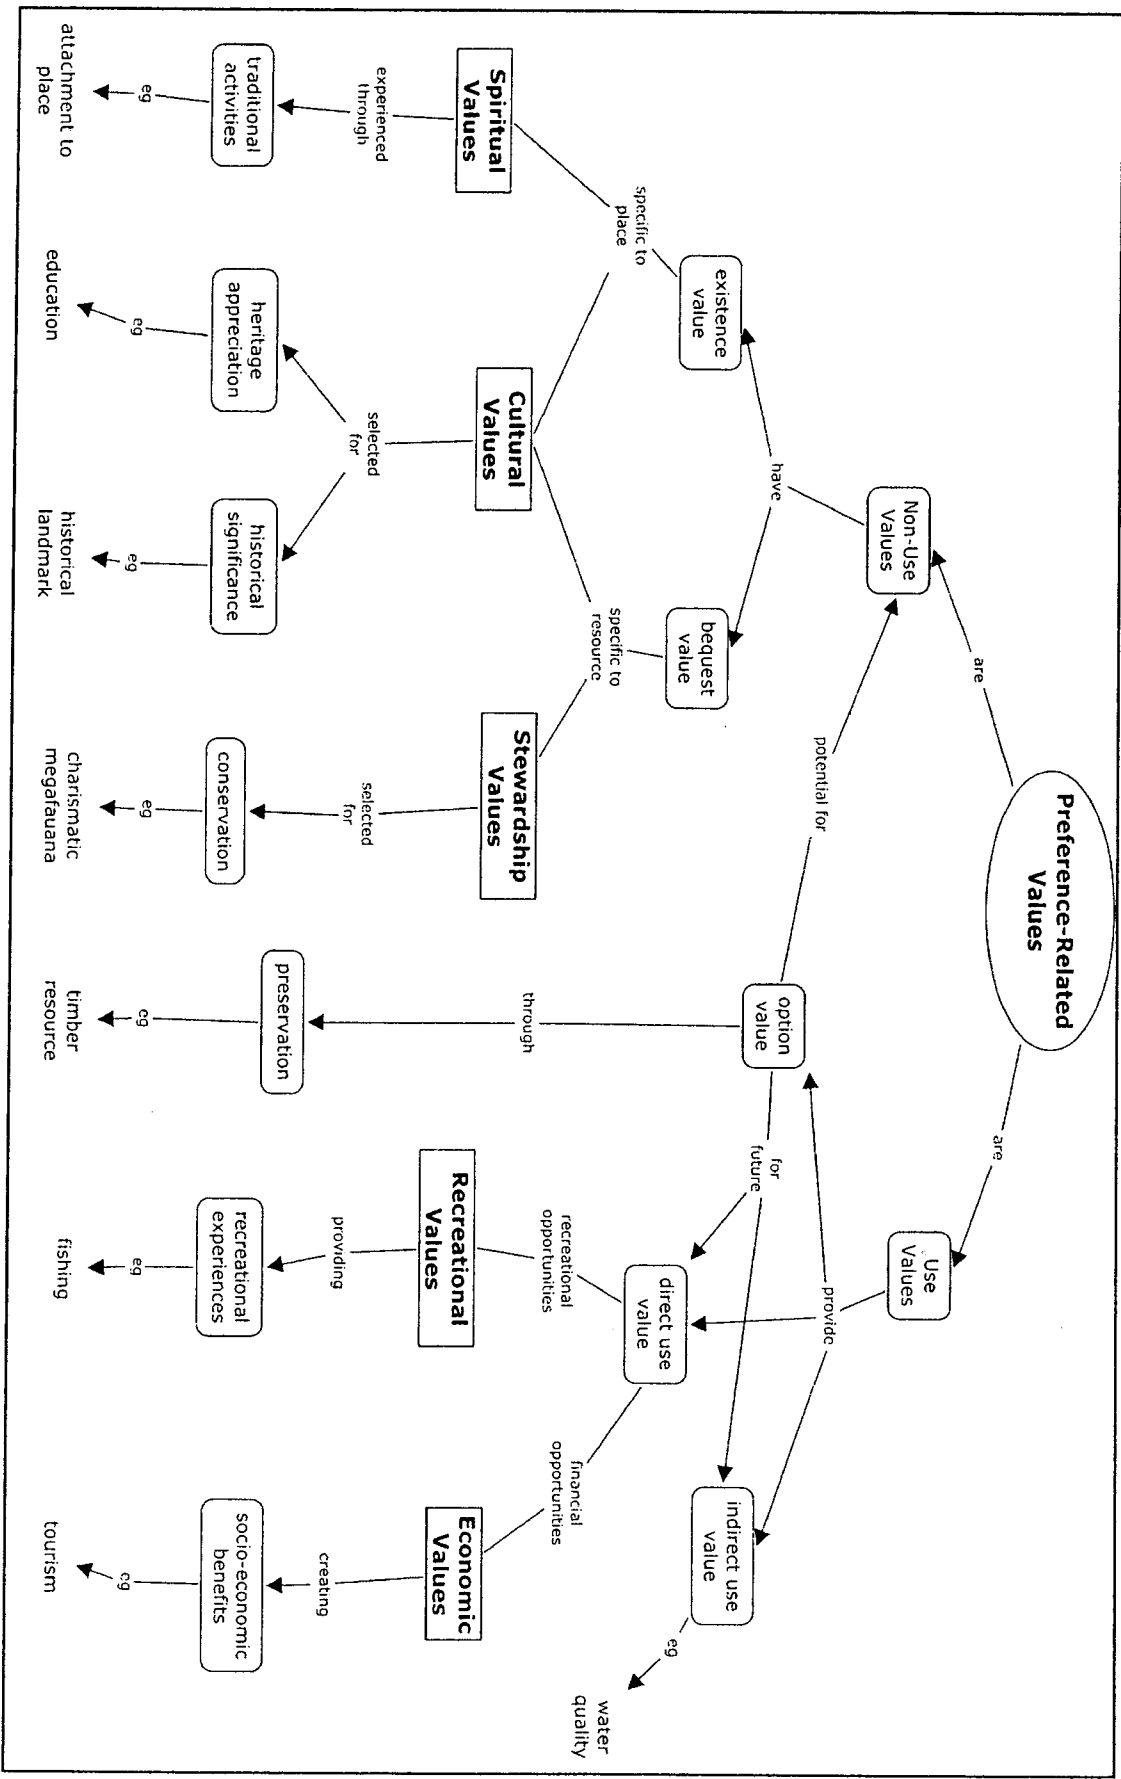 Preference-Related
Values
are
are
Non-Use
Values
Use
Values
have
potential for
provide
existence
value
bequest
value
option
value
for
future
direct use
value
indirect use
value
eg
water
quality
specific to
place
specific to
resource
through
recreational
opportunities
financial
opportunities
Spiritual
Values
Cultural
Values
Stewardship
Values
Recreational
Values
Economic
Values
experienced
through
selected
for
selected
for
providing
creating
traditional
activities
heritage
appreciation
historical
significance
conservation
preservation
recreational
experiences
socio-economic
benefits
eg
eg
eg
eg
eg
eg
eg
attachment to
place
education
historical
landmark
charismatic
megafauana
timber
resource
fishing
tourism